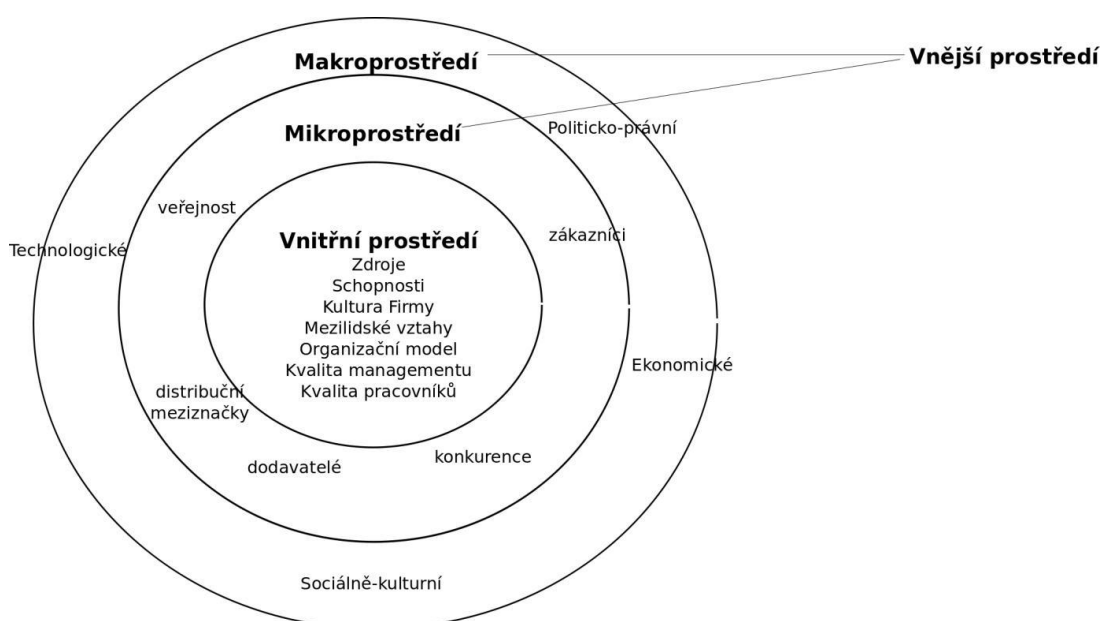 Makroprostředí
Vnější prostředí
Mikroprostředí
Politicko-právní
veřejnost
zákazníci
Technologické
Vnitřní prostředí
Zdroje
Schopnosti
Kultura Firmy
Mezilidské vztahy
Organizační model
Kvalita managementu
Kvalita pracovníků
Ekonomické
distribuční
meziznačky
dodavatelé
konkurence
Sociálně-kulturní